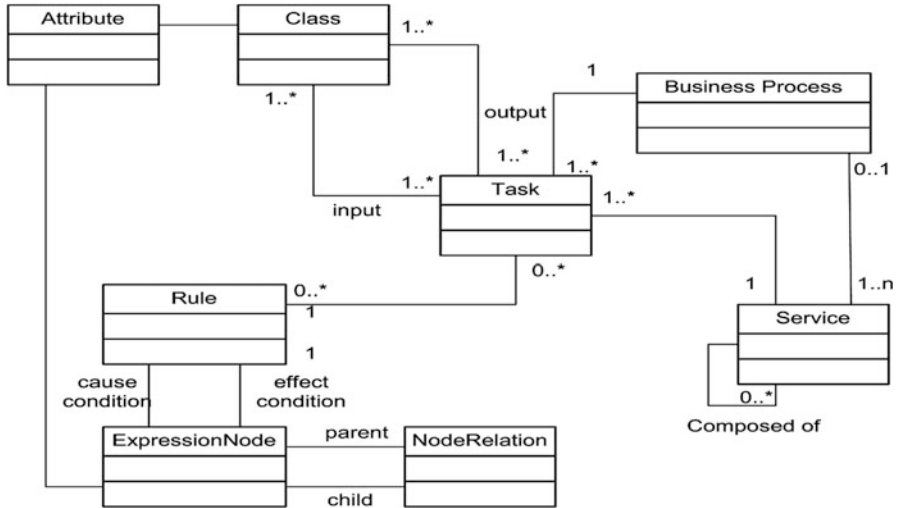 Attribute
Class
1..*
1
Business Process
1..*
output
1..*
1..*
0..1
1..*
Task
1..*
input
0..*
0..*
Rule
1
1
1
1..n
Service
cause
condition
effect
condition
0..*
Composed of
ExpressionNode
parent
NodeRelation
child